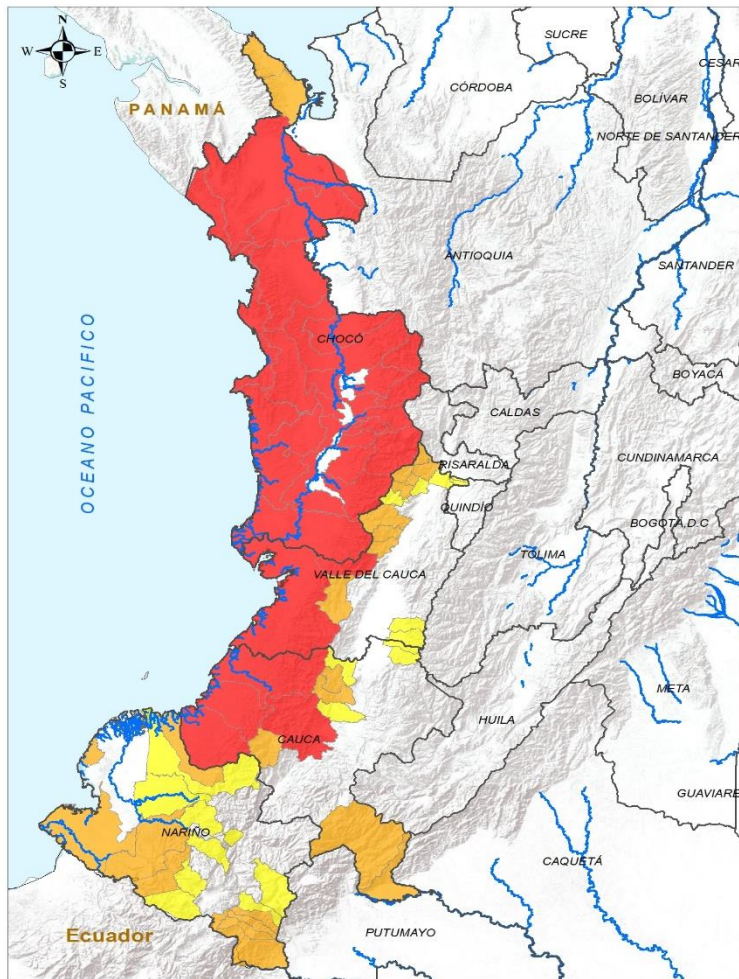 N
W E
S
SUCRE
CESAR
CÓRDOBA
BOLÍVAR
PANAMÁ
NORTE DE SANTANDER
ANTIOQUIA
SANTANDER
OCEANO PACIFICO
CHOCÓ
BOYACÁ
CALDAS
CUNDINAMARCA
RISARALDA
QUINDÍO
BOGOTÁ,D.C
TOLIMA
VALLE DEL CAUCA
META
HUILA
CAUCA
GUAVIARE
NARIÑO
CAQUETÁ
Ecuador
PUTUMAYO